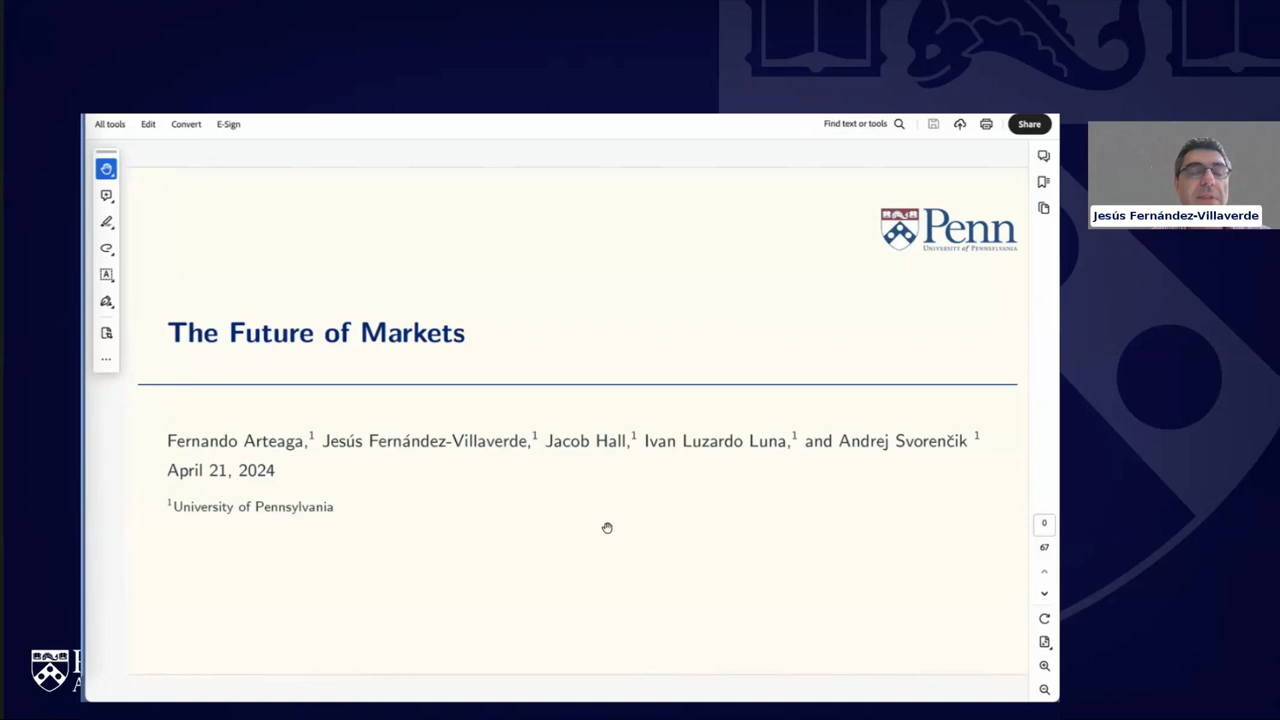 All tools Edit Convert E-Sign
Find text or tools
Share
Penn
UNIVERSITY of PENNSYLVANIA
Jesús Fernández-Villaverde
The Future of Markets
Fernando Arteaga,¹ Jesús Fernández-Villaverde,¹ Jacob Hall,¹ Ivan Luzardo Luna,¹ and Andrej Svorenčik ¹
April 21, 2024
¹University of Pennsylvania
0
67